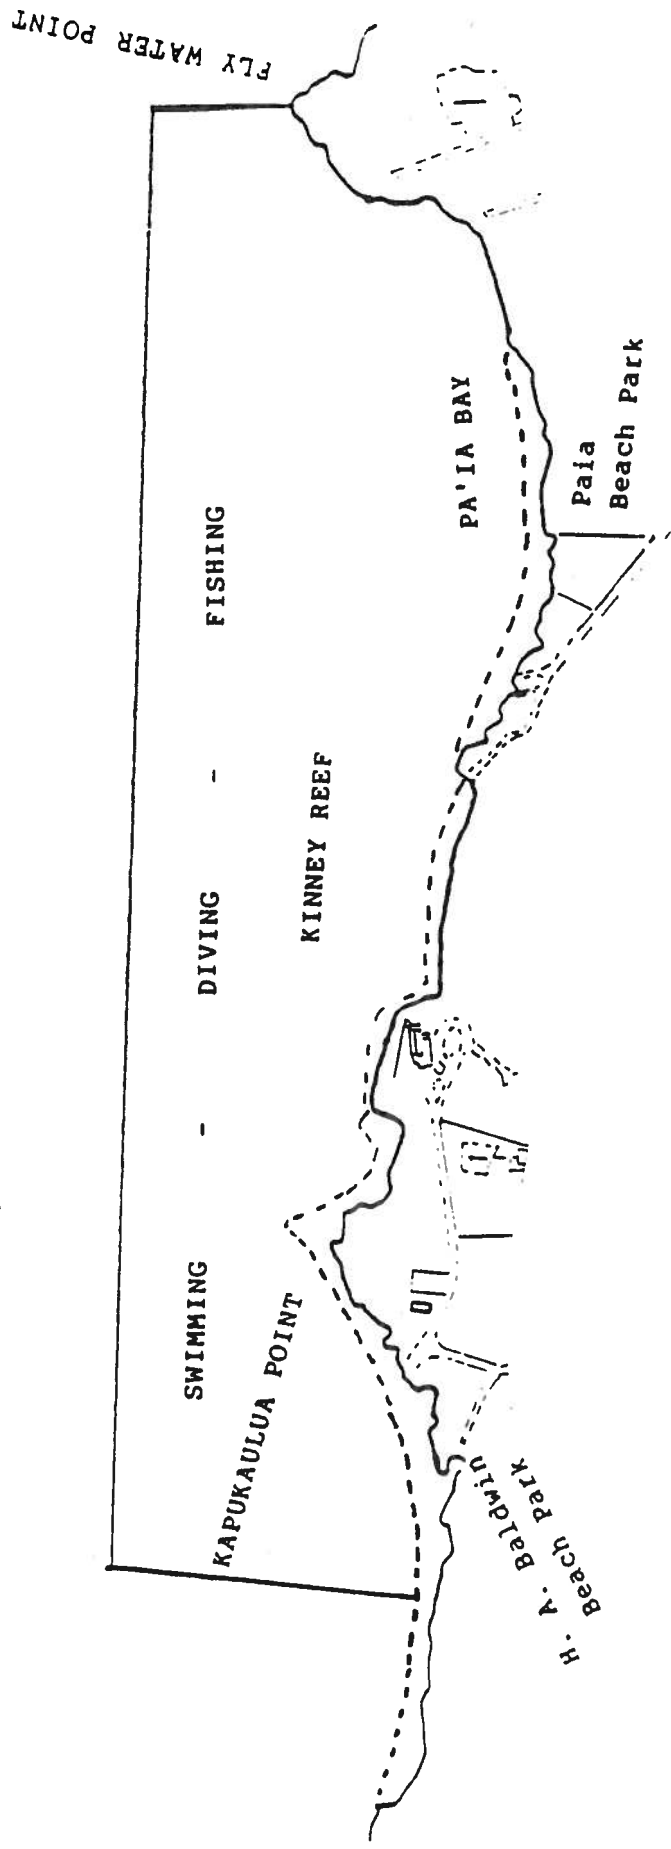 SWIMMING - DIVING - FISHING
KINNEY REEF
KAPUKAULUA POINT
PA'IA BAY
FLY WATER POINT
H. A. Baldwin
Beach Park
Paia
Beach Park